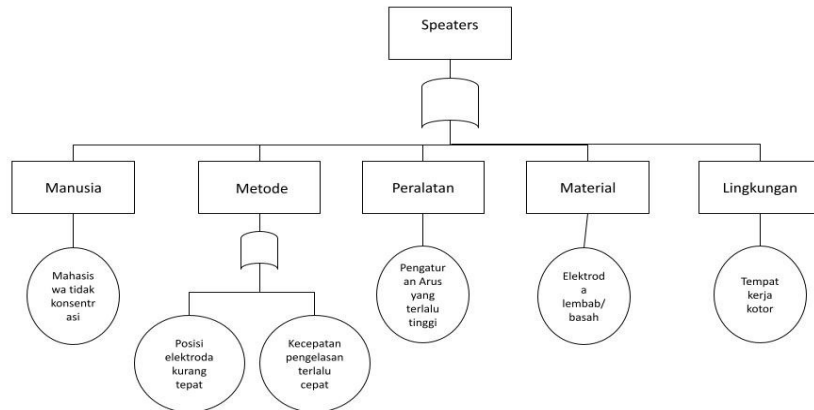 Speaters
Manusia
Metode
Peralatan
Material
Lingkungan
Mahasis
wa tidak
konsentr
asi
Pengatur
an Arus
yang
terlalu
tinggi
Elektrod
a
lembab/
basah
Tempat
kerja
kotor
Posisi
elektroda
kurang
tepat
Kecepatan
pengelasan
terlalu
cepat